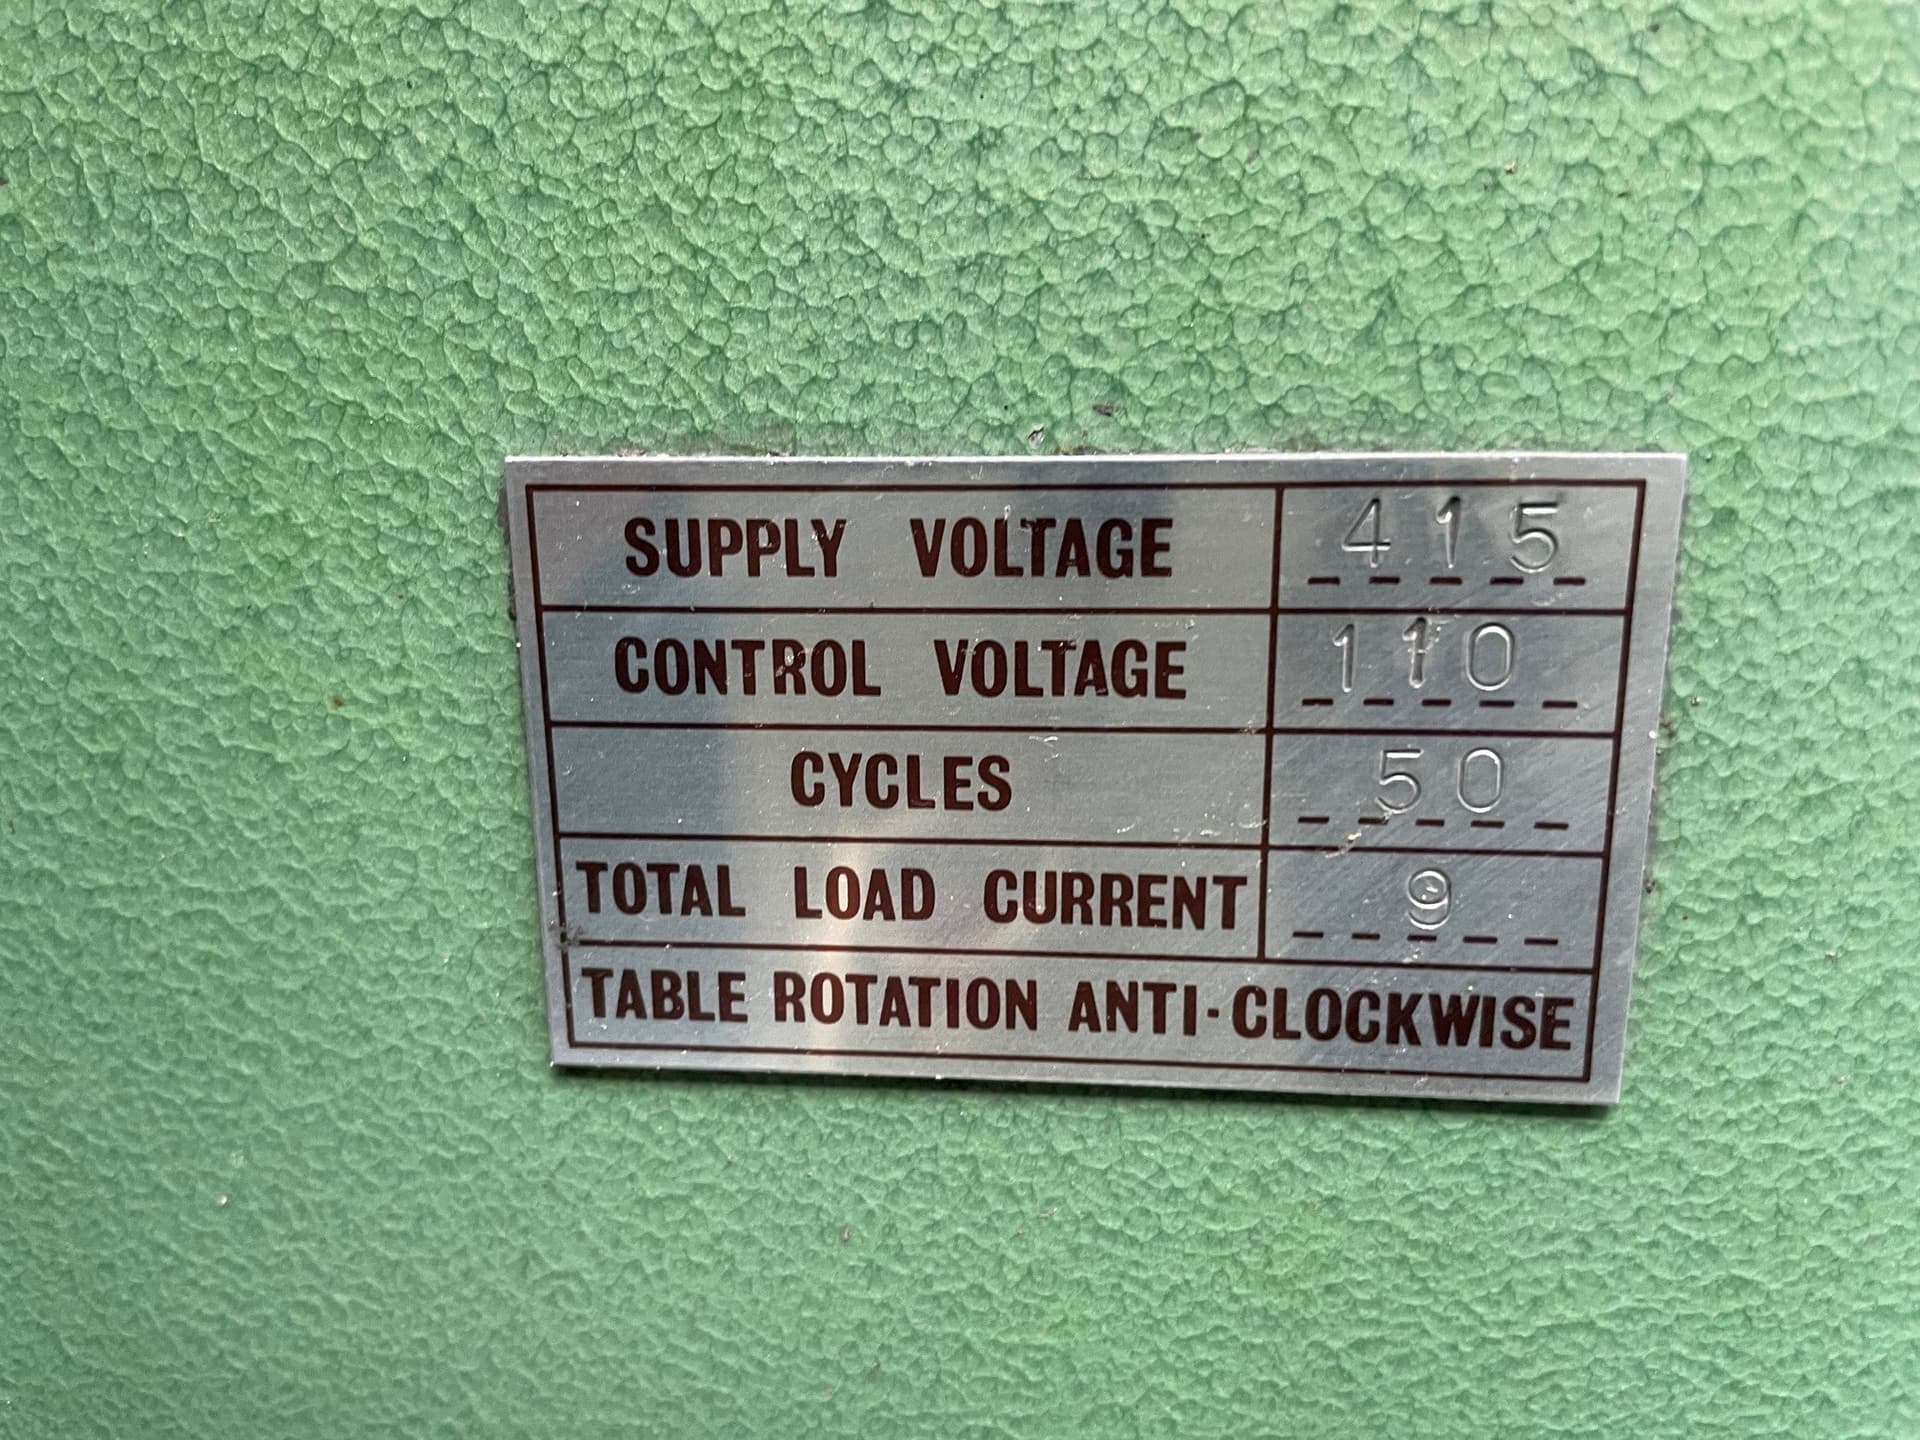 SUPPLY VOLTAGE 415
CONTROL VOLTAGE 110
CYCLES 50
TOTAL LOAD CURRENT 9
TABLE ROTATION ANTI-CLOCKWISE